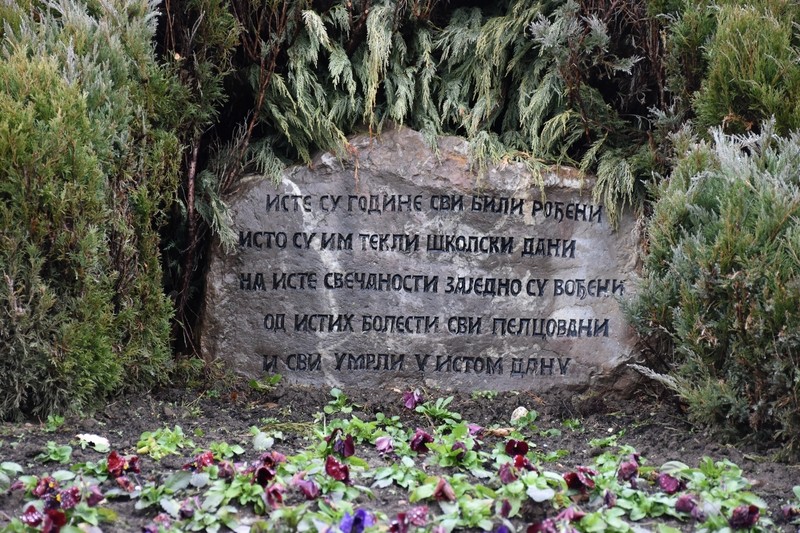 ИСТЕ СУ ГОДИНЕ СВИ БИЛИ РОЂЕНИ
ИСТО СУ ИМ ТЕКЛИ ШКОЛСКИ ДАНИ
НА ИСТЕ СВЕЧАНОСТИ ЗАЈЕДНО СУ ВОЂЕНИ
ОД ИСТИХ БОЛЕСТИ СВИ ПЕЛЦОВАНИ
И СВИ УМРЛИ У ИСТОМ ДАНУ